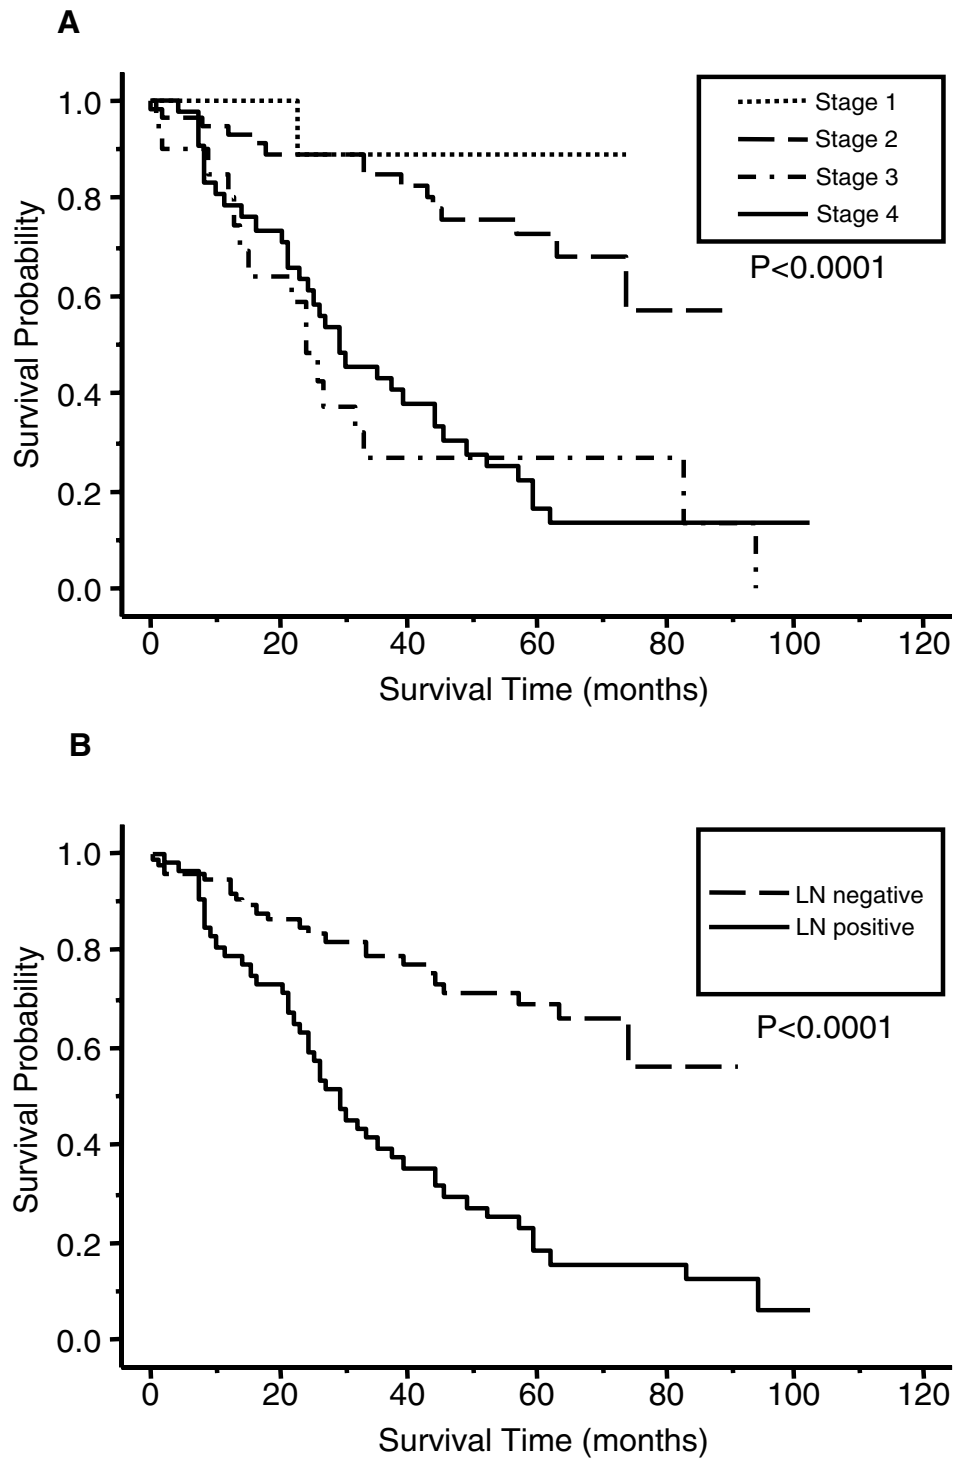 A
Survival Probability
1.0
0.8
0.6
0.4
0.2
0.0
Stage 1
Stage 2
Stage 3
Stage 4
P<0.0001
0 20 40 60 80 100 120
Survival Time (months)
B
Survival Probability
1.0
0.8
0.6
0.4
0.2
0.0
LN negative
LN positive
P<0.0001
0 20 40 60 80 100 120
Survival Time (months)